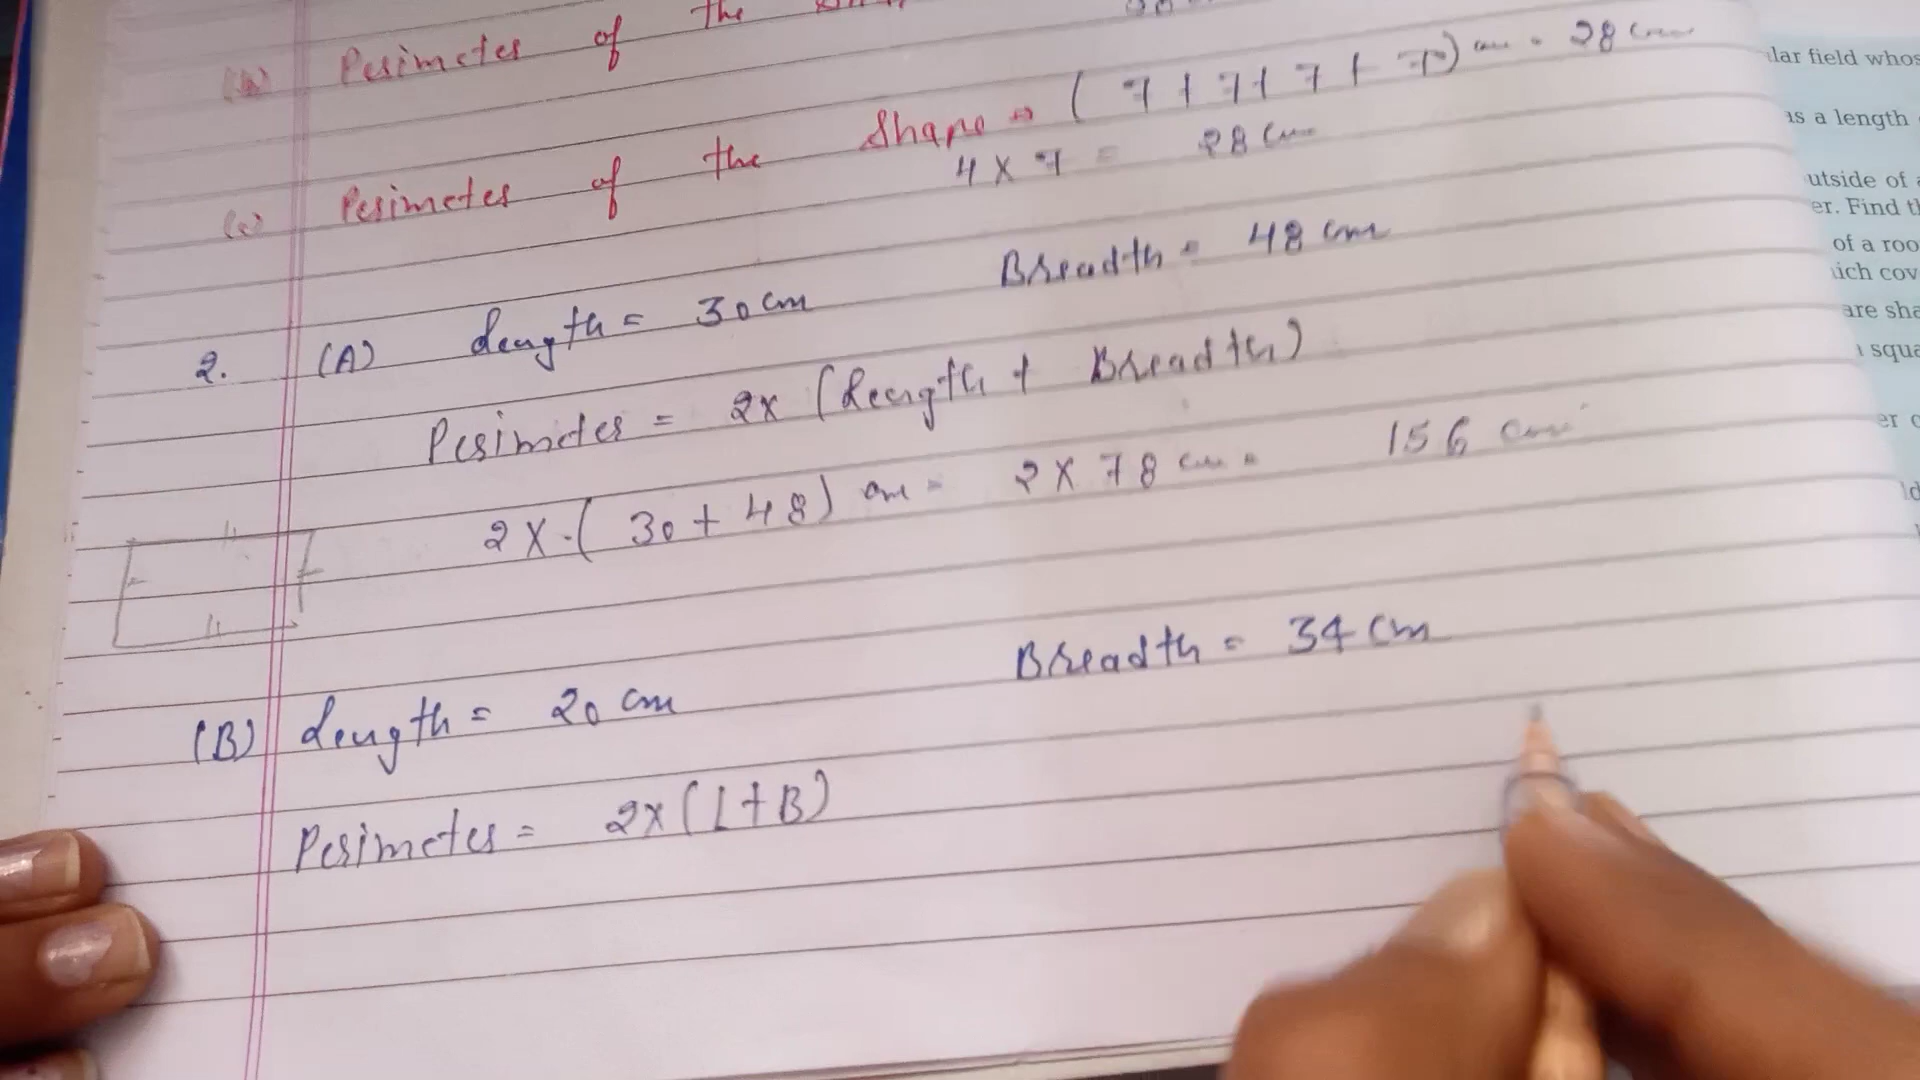 (b) Perimeter of the
(c) Perimeter of the Shape = (7+7+7+7) cm = 28 cm
4 x 7 = 28 cm
2. (A) Length = 30 cm Breadth = 48 cm
Perimeter = 2x (Length + Breadth)
2 x (30 + 48) cm = 2 x 78 cm = 156 cm
(B) Length = 20 cm Breadth = 34 cm
Perimeter = 2x(L+B)
lar field whos
as a length
utside of a
er. Find th
of a roo
ich cov
are sha
squa
er